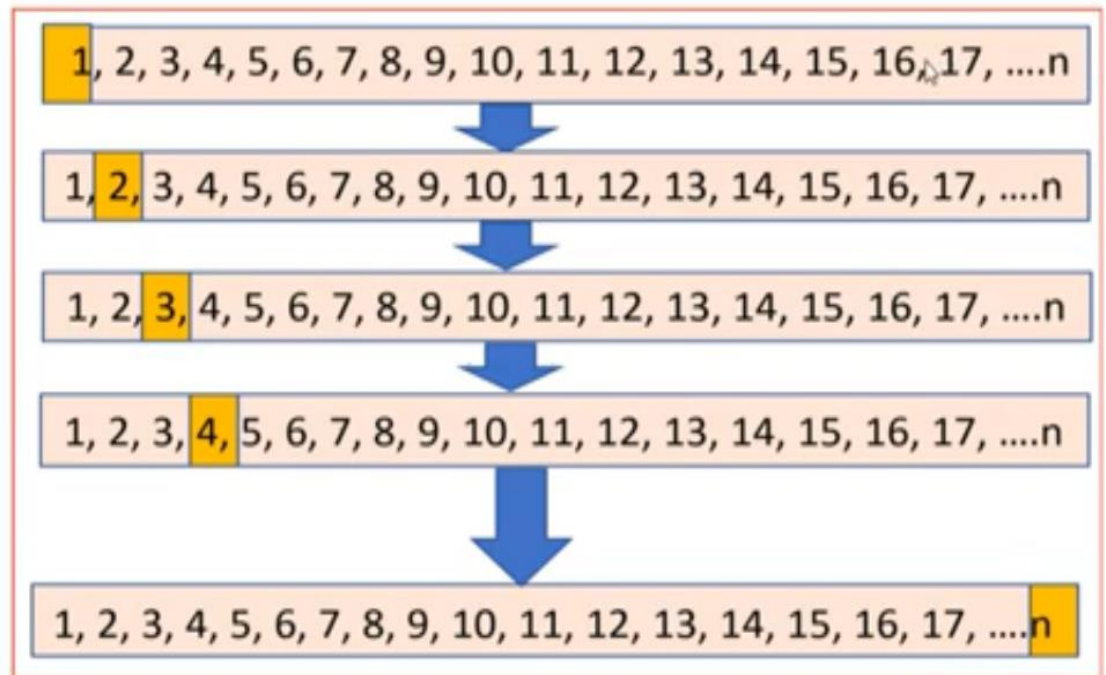 1, 2, 3, 4, 5, 6, 7, 8, 9, 10, 11, 12, 13, 14, 15, 16, 17, ....n
1, 2, 3, 4, 5, 6, 7, 8, 9, 10, 11, 12, 13, 14, 15, 16, 17, ....n
1, 2, 3, 4, 5, 6, 7, 8, 9, 10, 11, 12, 13, 14, 15, 16, 17, ....n
1, 2, 3, 4, 5, 6, 7, 8, 9, 10, 11, 12, 13, 14, 15, 16, 17, ....n
1, 2, 3, 4, 5, 6, 7, 8, 9, 10, 11, 12, 13, 14, 15, 16, 17, ....n